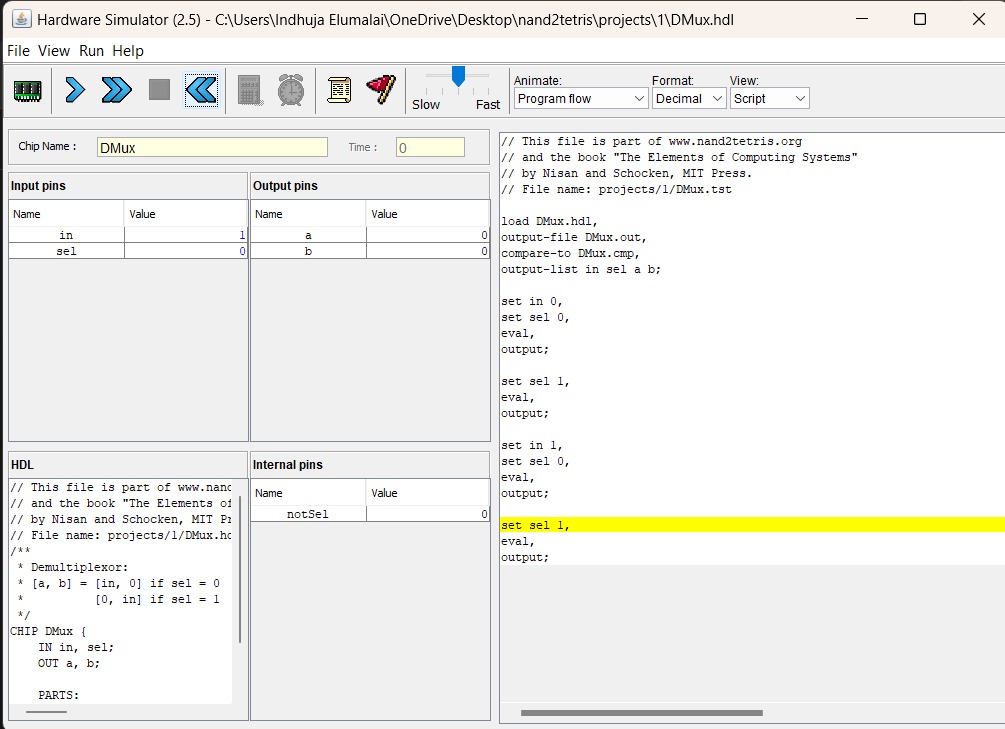 Hardware Simulator (2.5) - C:\Users\Indhuja Elumalai\OneDrive\Desktop\nand2tetris\projects\1\DMux.hdl
File View Run Help
Slow Fast
Animate: Format: View:
Program flow Decimal Script
Chip Name : DMux Time : 0
Input pins
Name Value
in 1
sel 0
Output pins
Name Value
a 0
b 0
HDL
// This file is part of www.nand
// and the book "The Elements of
// by Nisan and Schocken, MIT Pr
// File name: projects/1/DMux.hd
/**
* Demultiplexor:
* [a, b] = [in, 0] if sel = 0
* [0, in] if sel = 1
*/
CHIP DMux {
IN in, sel;
OUT a, b;
PARTS:
Internal pins
Name Value
notSel 0
// This file is part of www.nand2tetris.org
// and the book "The Elements of Computing Systems"
// by Nisan and Schocken, MIT Press.
// File name: projects/1/DMux.tst
load DMux.hdl,
output-file DMux.out,
compare-to DMux.cmp,
output-list in sel a b;
set in 0,
set sel 0,
eval,
output;
set sel 1,
eval,
output;
set in 1,
set sel 0,
eval,
output;
set sel 1,
eval,
output;